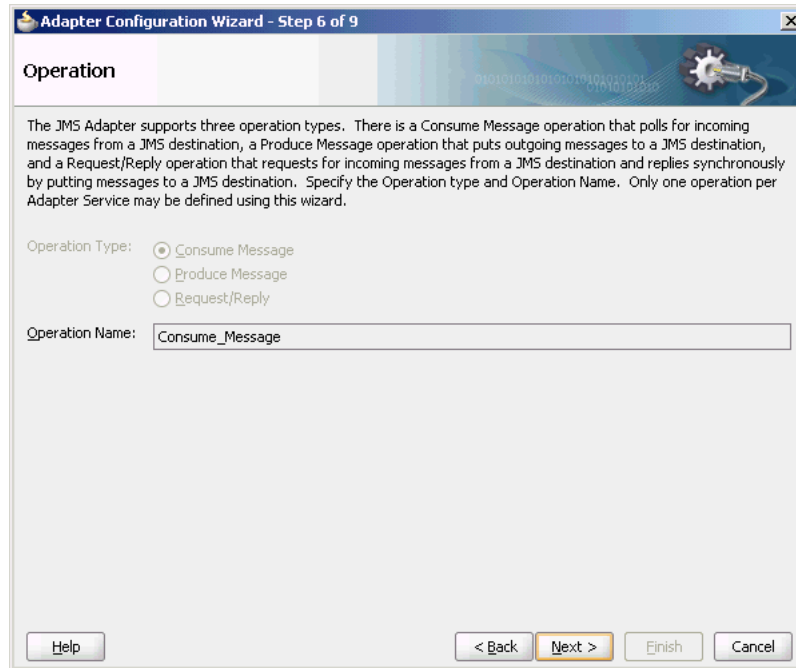 Adapter Configuration Wizard - Step 6 of 9
Operation
The JMS Adapter supports three operation types. There is a Consume Message operation that polls for incoming
messages from a JMS destination, a Produce Message operation that puts outgoing messages to a JMS destination,
and a Request/Reply operation that requests for incoming messages from a JMS destination and replies synchronously
by putting messages to a JMS destination. Specify the Operation type and Operation Name. Only one operation per
Adapter Service may be defined using this wizard.
Operation Type: Consume Message
Produce Message
Request/Reply
Operation Name: Consume_Message
Help < Back Next > Finish Cancel